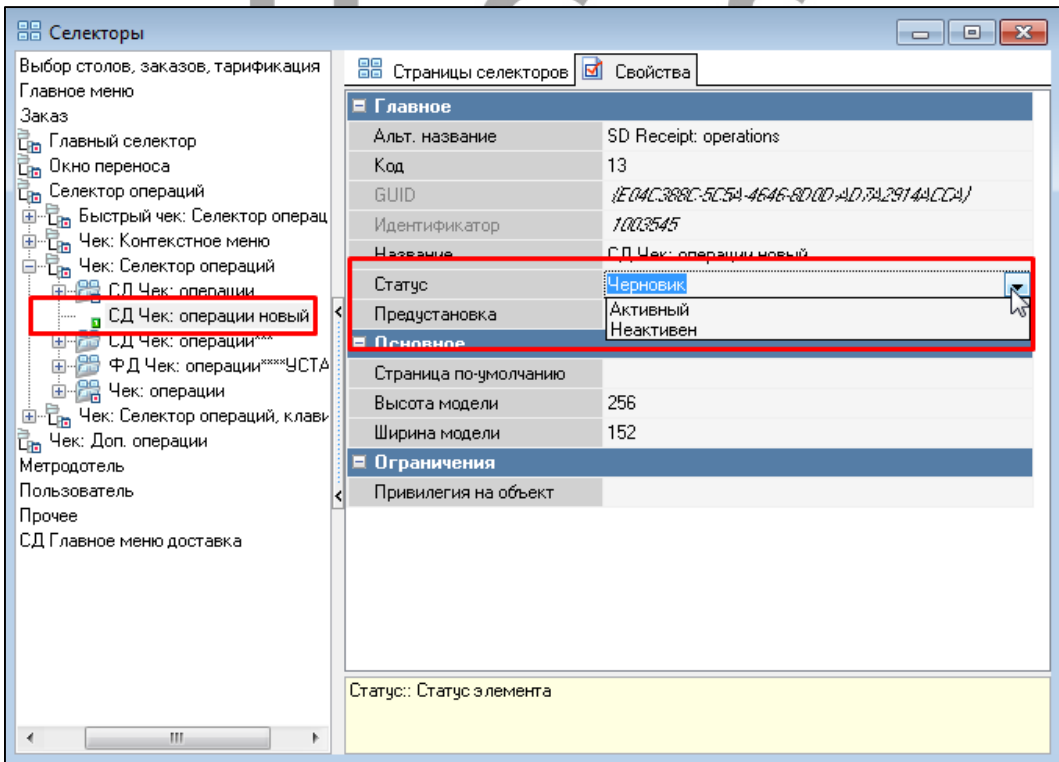 Селекторы
Выбор столов, заказов, тарификация
Главное меню
Заказ
Главный селектор
Окно переноса
Селектор операций
Быстрый чек: Селектор операц
Чек: Контекстное меню
Чек: Селектор операций
СД Чек: операции
СД Чек: операции новый
СД Чек: операции***
ФД Чек: операции****УСТА
Чек: операции
Чек: Селектор операций, клави
Чек: Доп. операции
Метродотель
Пользователь
Прочее
СД Главное меню доставка
Страницы селекторов
Свойства
Главное
Альт. название SD Receipt: operations
Код 13
GUID
Идентификатор 1003545
Название СД Чек: операции новый
Статус Черновик
Активный
Неактивен
Предустановка
Основное
Страница по-умолчанию
Высота модели 256
Ширина модели 152
Ограничения
Привилегия на объект
Статус:: Статус элемента